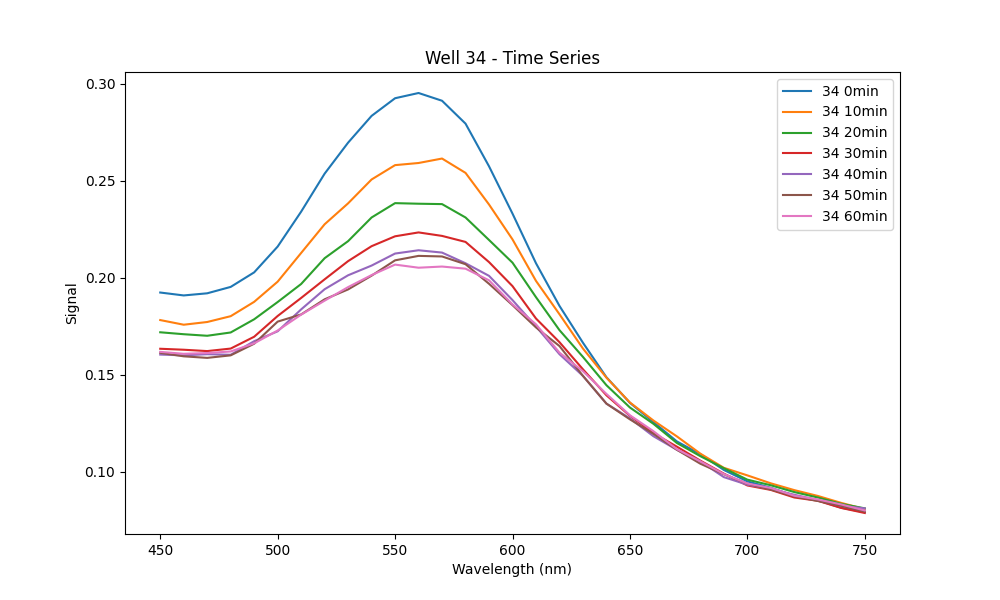 Well 34 - Time Series
Signal
0.30
0.25
0.20
0.15
0.10
34 0min
34 10min
34 20min
34 30min
34 40min
34 50min
34 60min
450 500 550 600 650 700 750
Wavelength (nm)